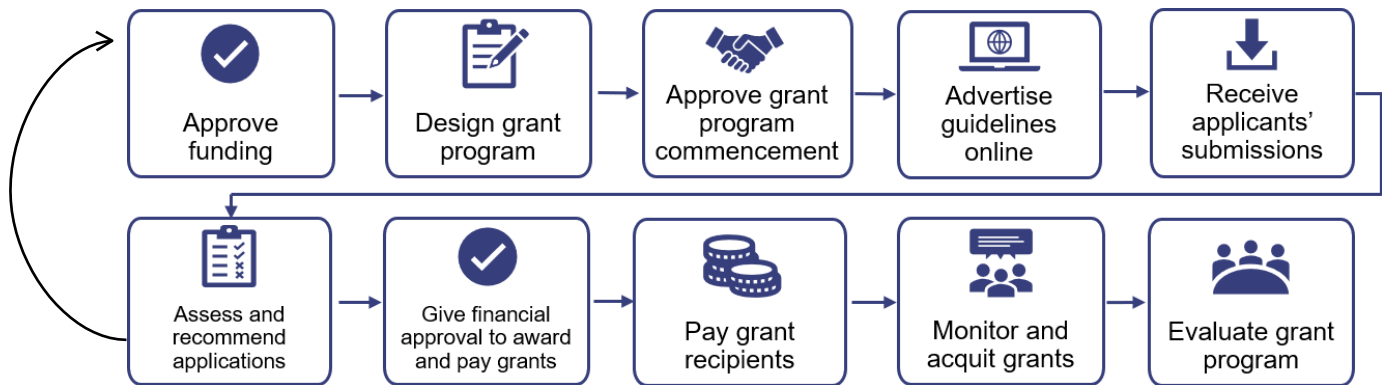 Approve
funding
Design grant
program
Approve grant
program
commencement
Advertise
guidelines
online
Receive
applicants’
submissions
Assess and
recommend
applications
Give financial
approval to award
and pay grants
Pay grant
recipients
Monitor and
acquit grants
Evaluate grant
program